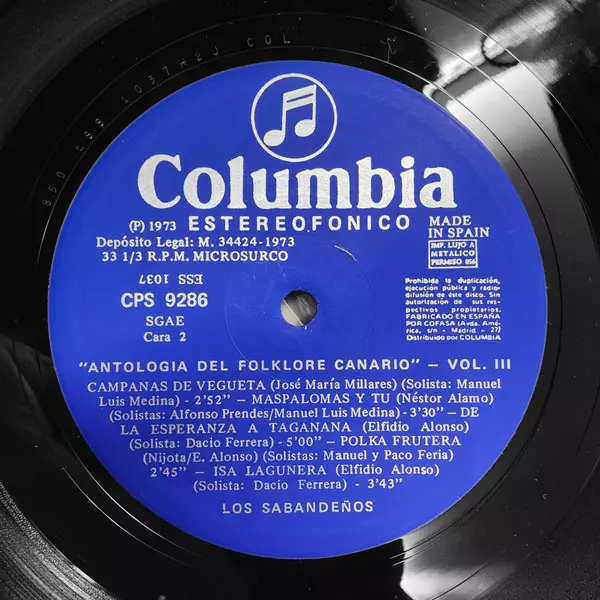 850 ESS 1037-2J COL
Columbia
(P) 1973 ESTEREOFONICO
MADE
IN SPAIN
Depósito Legal: M. 34424-1973
33 1/3 R.P.M. MICROSURCO
IMP. LUJO A
METALICO
PERMISO 856
ESS 1037
CPS 9286
SGAE
Cara 2
Prohibida la duplicación,
ejecución pública y radio-
difusión de éste disco. Sin
autorización de sus res-
pectivos propietarios.
FABRICADO EN ESPAÑA
POR COFASA (Avda. Amé-
rica, s/n - Madrid - 27)
Distribuido por COLUMBIA
"ANTOLOGIA DEL FOLKLORE CANARIO" – VOL. III
CAMPANAS DE VEGUETA (José María Millares) (Solista: Manuel
Luis Medina) - 2'52" – MASPALOMAS Y TU (Néstor Alamo)
(Solistas: Alfonso Prendes/Manuel Luis Medina) - 3'30" – DE
LA ESPERANZA A TAGANANA (Elfidio Alonso)
(Solista: Dacio Ferrera) - 5'00" – POLKA FRUTERA
(Nijota/E. Alonso) (Solistas: Manuel y Paco Feria)
2'45" – ISA LAGUNERA (Elfidio Alonso)
(Solista: Dacio Ferrera) - 3'43"
LOS SABANDEÑOS